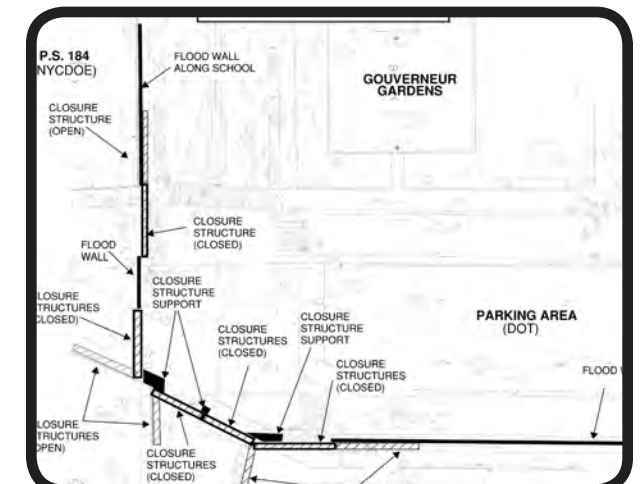 P.S. 184
NYCDOE)
FLOOD WALL
ALONG SCHOOL
GOUVERNEUR
GARDENS
CLOSURE
STRUCTURE
(OPEN)
CLOSURE
STRUCTURE
(CLOSED)
FLOOD
WALL
CLOSURE
STRUCTURE
SUPPORT
LOSURE
TRUCTURES
CLOSED)
CLOSURE
STRUCTURES
(CLOSED)
CLOSURE
STRUCTURE
SUPPORT
PARKING AREA
(DOT)
CLOSURE
STRUCTURES
(CLOSED)
FLOOD
LOSURE
TRUCTURES
OPEN)
CLOSURE
STRUCTURES
(CLOSED)